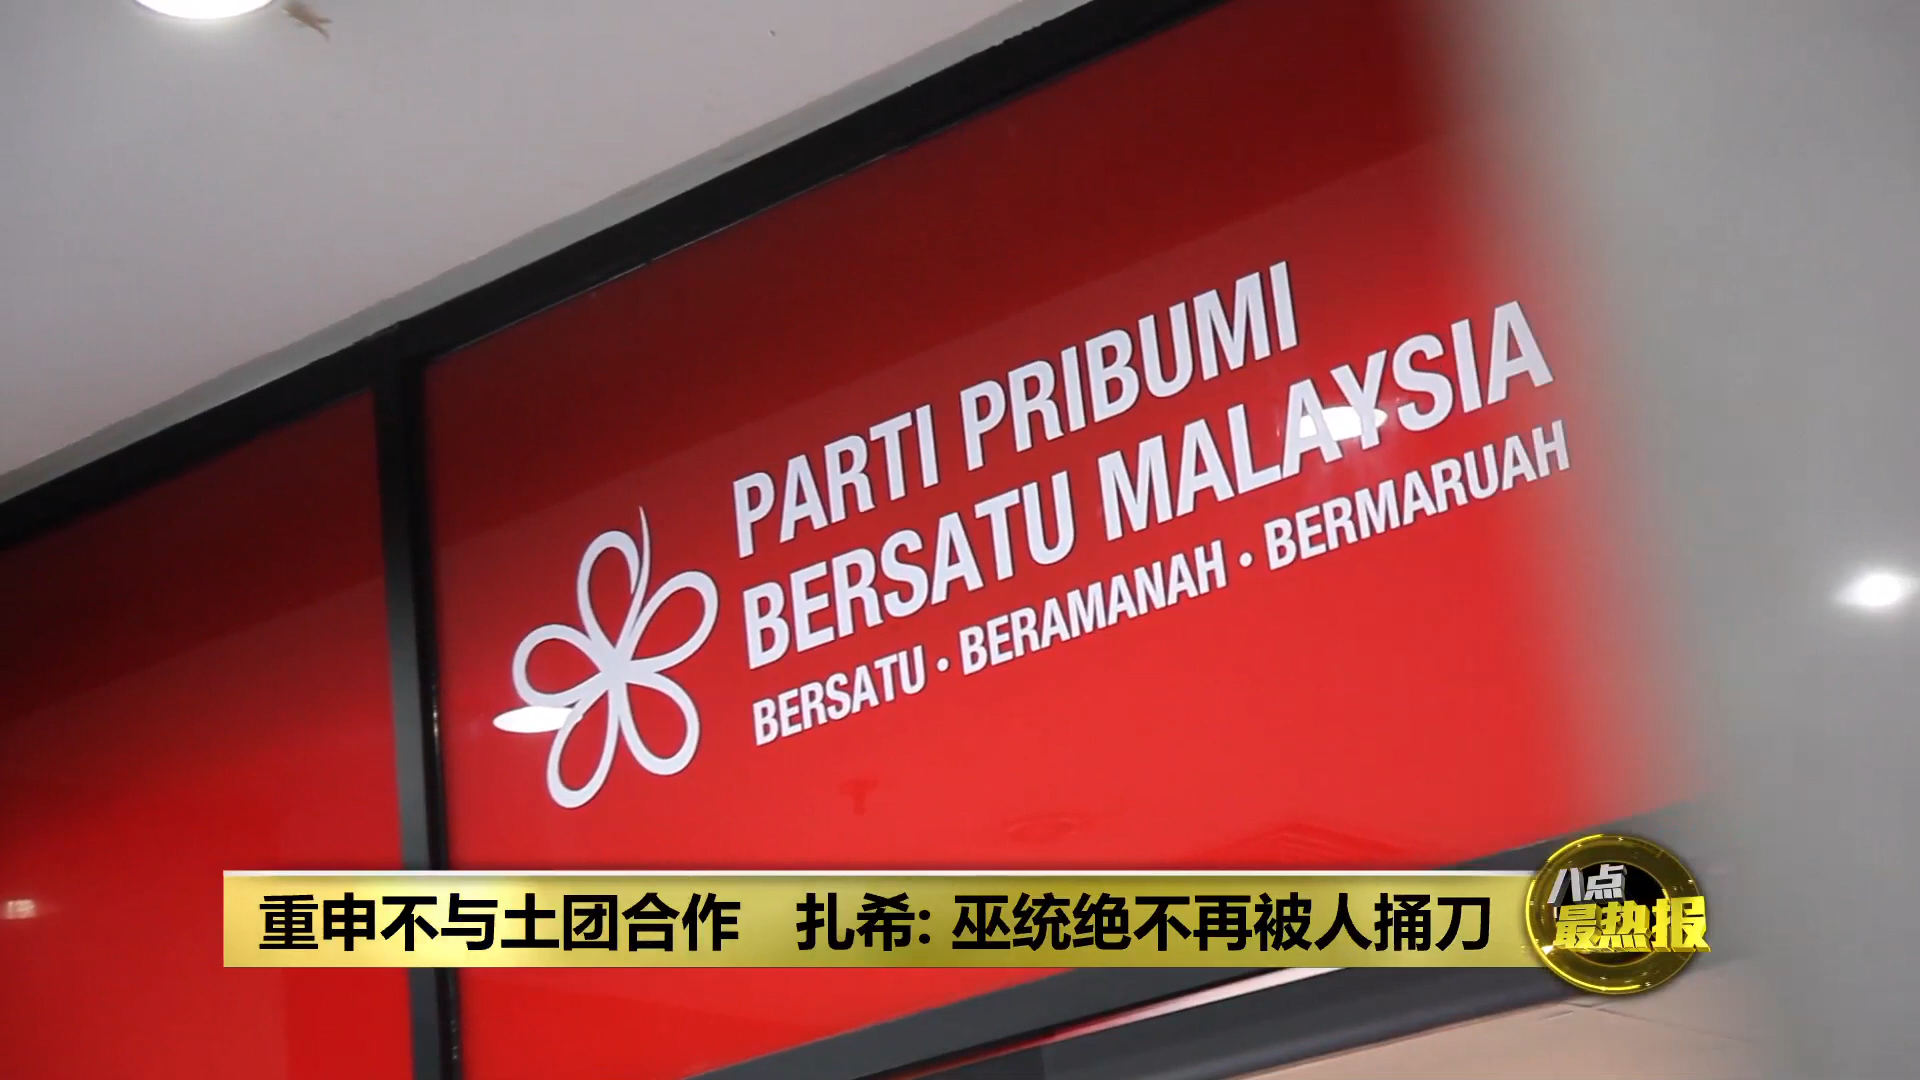 PARTI PRIBUMI
BERSATU MALAYSIA
BERSATU · BERAMANAH · BERMARUAH
重申不与土团合作 扎希: 巫统绝不再被人捅刀
八点
最热报